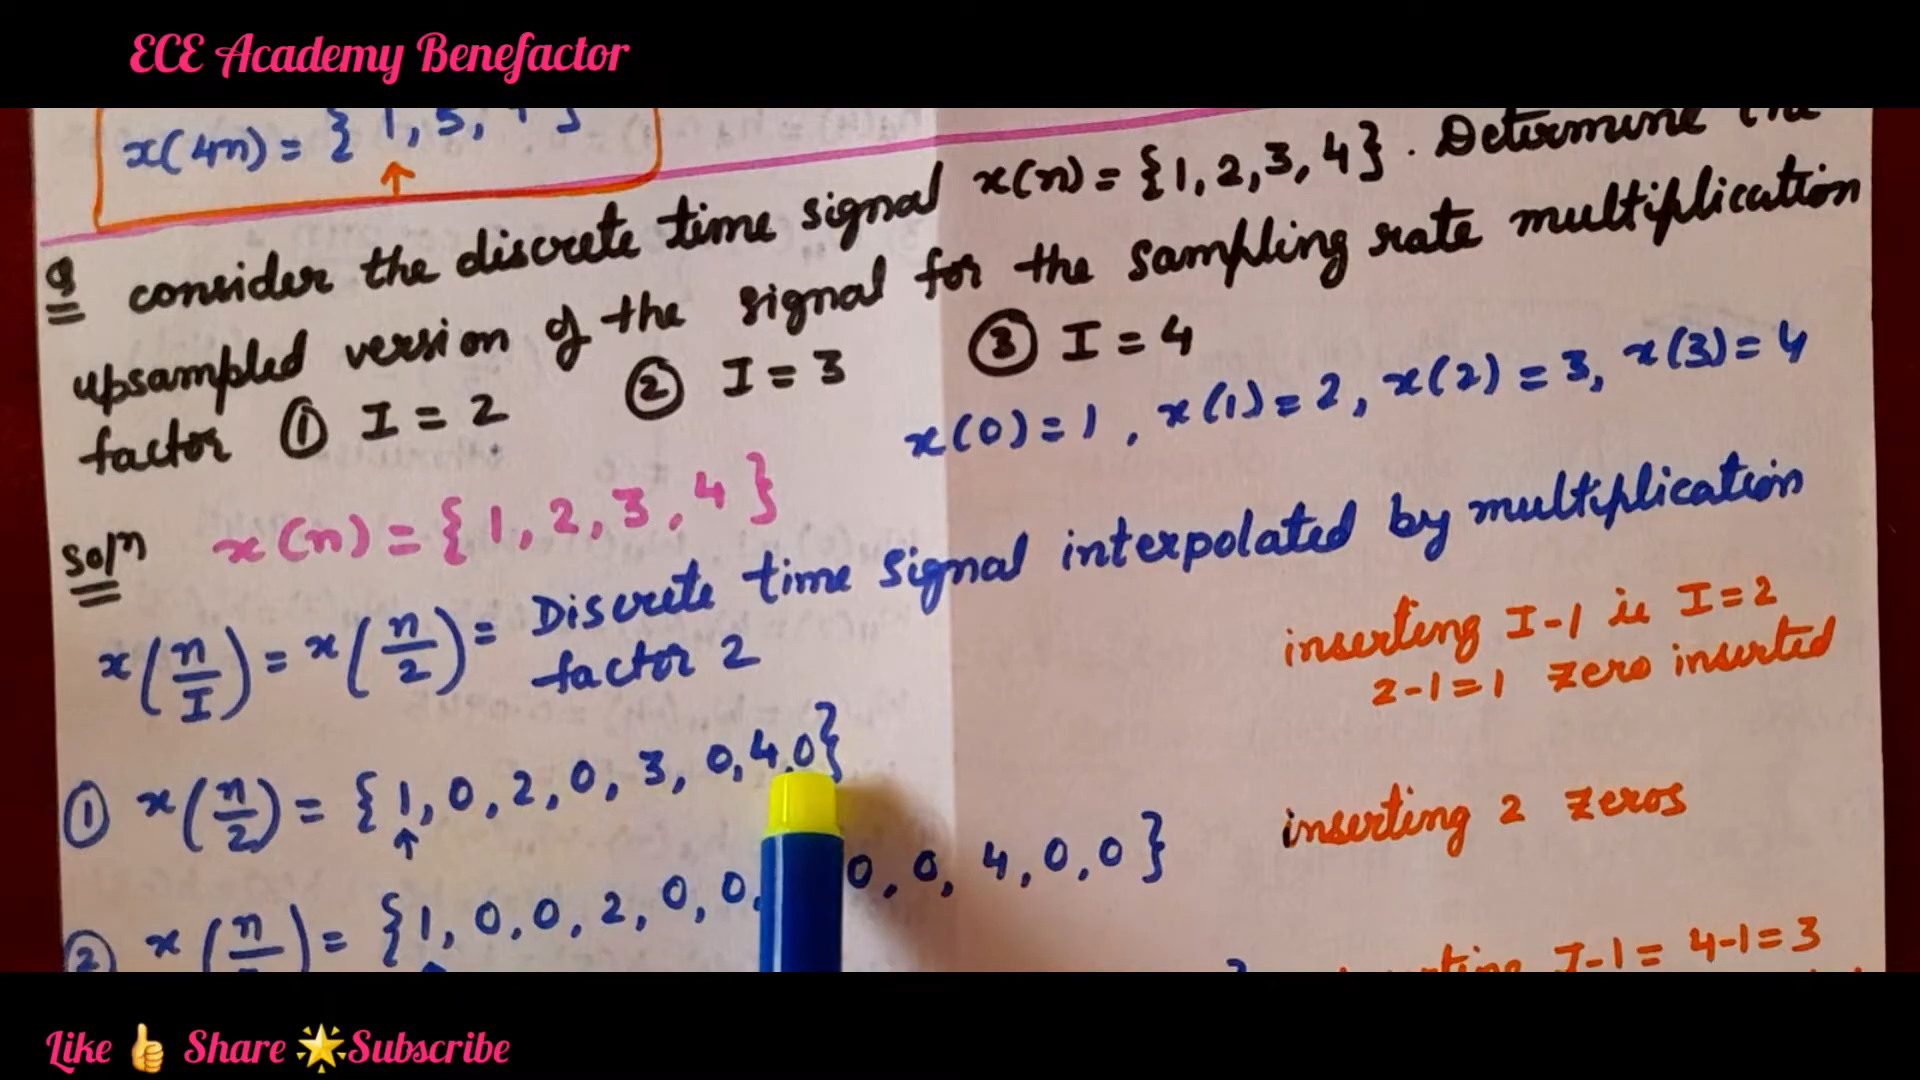 ECE Academy Benefactor
x(4n) = { 1, 5,
↑
Q consider the discrete time signal x(n) = {1, 2, 3, 4}. Determine the
upsampled version of the signal for the sampling rate multiplication
factor ① I = 2 ② I = 3 ③ I = 4
x(0) = 1, x(1) = 2, x(2) = 3, x(3) = 4
Soln x(n) = { 1, 2, 3, 4 }
x(n/I) = x(n/2) = Discrete time signal interpolated by multiplication
factor 2
inserting I-1 ie I=2
2-1=1 zero inserted
① x(n/2) = { 1, 0, 2, 0, 3, 0, 4, 0}
↑
inserting 2 zeros
② x(n = {1, 0, 0, 2, 0, 0, 0, 0, 4, 0, 0 }
I-1 = 4-1=3
Like 👍 Share 🌟Subscribe